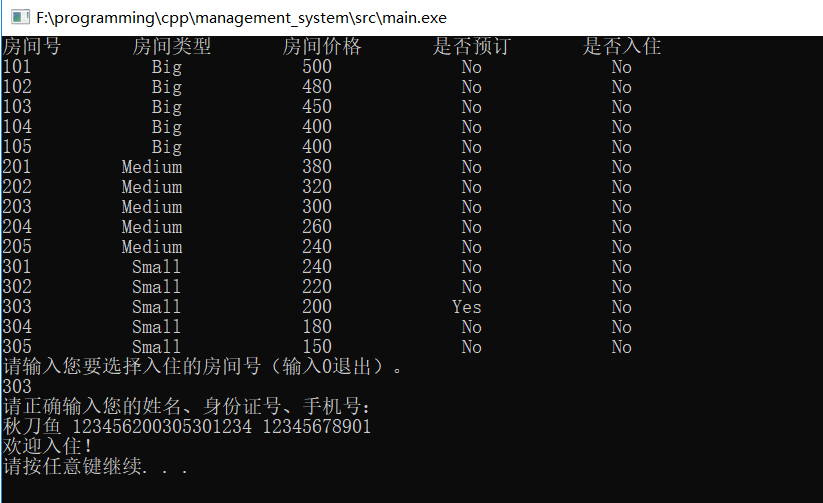 F:\programming\cpp\management_system\src\main.exe
房间号 房间类型 房间价格 是否预订 是否入住
101 Big 500 No No
102 Big 480 No No
103 Big 450 No No
104 Big 400 No No
105 Big 400 No No
201 Medium 380 No No
202 Medium 320 No No
203 Medium 300 No No
204 Medium 260 No No
205 Medium 240 No No
301 Small 240 No No
302 Small 220 No No
303 Small 200 Yes No
304 Small 180 No No
305 Small 150 No No
请输入您要选择入住的房间号（输入0退出）。
303
请正确输入您的姓名、身份证号、手机号：
秋刀鱼 123456200305301234 12345678901
欢迎入住！
请按任意键继续. . .